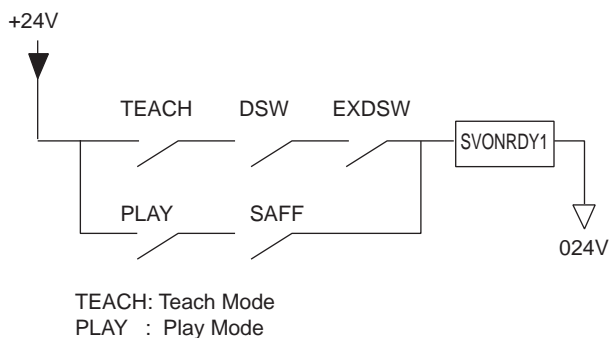 +24V
TEACH DSW EXDSW
SVONRDY1
PLAY SAFF
024V
TEACH: Teach Mode
PLAY : Play Mode